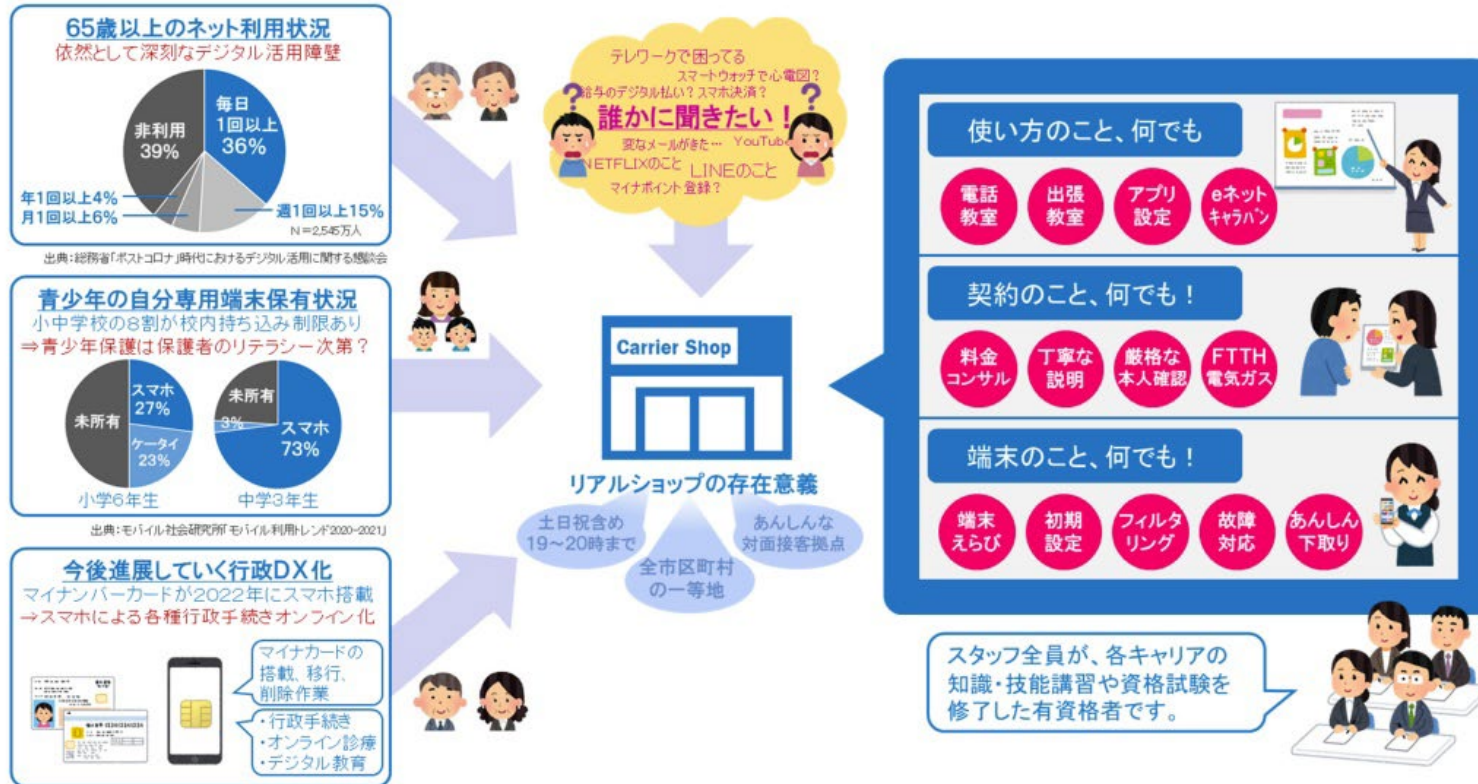 65歳以上のネット利用状況
依然として深刻なデジタル活用障壁
毎日
1回以上
36%
非利用
39%
年1回以上4%
月1回以上6%
週1回以上15%
N=2,545万人
出典:総務省「ポストコロナ」時代におけるデジタル活用に関する懇談会
青少年の自分専用端末保有状況
小中学校の8割が校内持ち込み制限あり
⇒青少年保護は保護者のリテラシー次第?
未所有
スマホ
27%
ケータイ
23%
小学6年生
未所有
3%
スマホ
73%
中学3年生
出典:モバイル社会研究所「モバイル利用トレンド2020-2021」
今後進展していく行政DX化
マイナンバーカードが2022年にスマホ搭載
→スマホによる各種行政手続きオンライン化
マイナカードの
搭載、移行、
削除作業
・行政手続き
・オンライン診療
・デジタル教育
テレワークで困ってる
スマートウォッチで心電図?
給与のデジタル払い?スマホ決済?
?
?
誰かに聞きたい!
変なメールがきた…
YouTube
NETFLIXのこと
LINEのこと
マイナポイント登録?
Carrier Shop
リアルショップの存在意義
土日祝含め
19~20時まで
全市区町村
の一等地
あんしんな
対面接客拠点
使い方のこと、何でも
電話
教室
出張
教室
アプリ
設定
eネット
キャラバン
契約のこと、何でも!
料金
コンサル
丁寧な
説明
厳格な
本人確認
FTTH
電気ガス
端末のこと、何でも!
端末
えらび
初期
設定
フィルタ
リング
故障
対応
あんしん
下取り
スタッフ全員が、各キャリアの
知識・技能講習や資格試験を
修了した有資格者です。